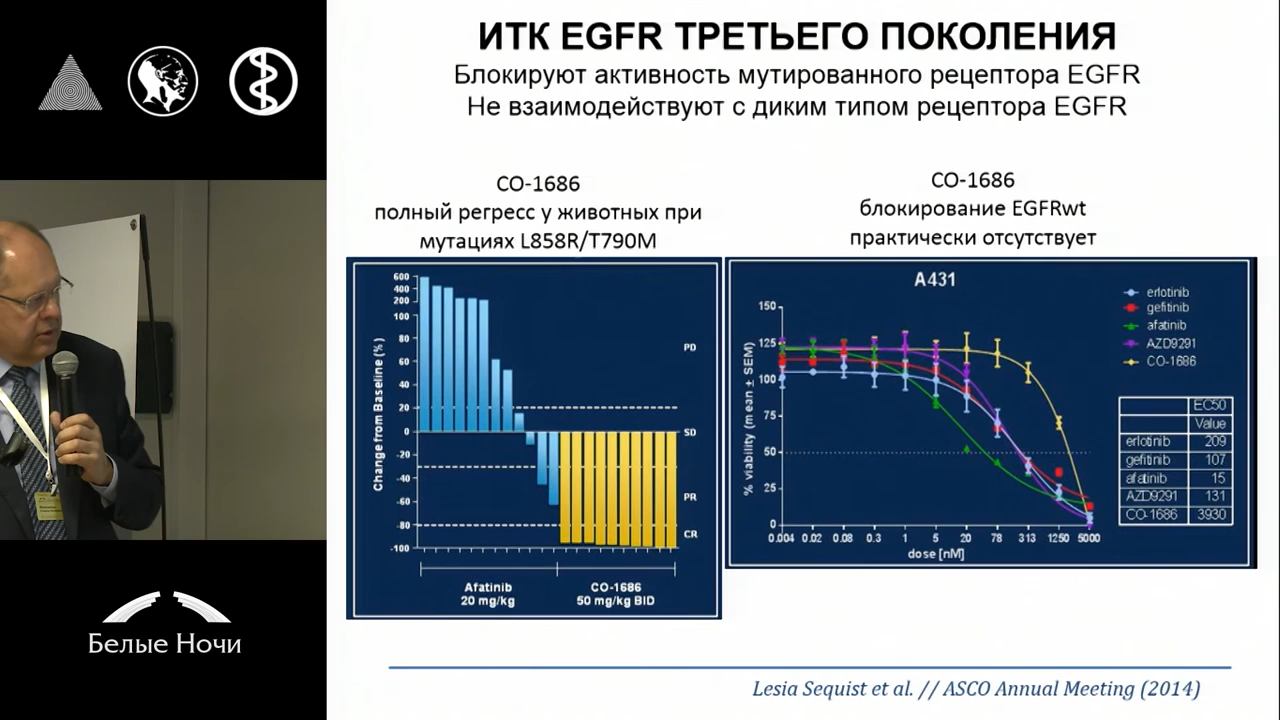 ИТК EGFR ТРЕТЬЕГО ПОКОЛЕНИЯ
Блокируют активность мутированного рецептора EGFR
Не взаимодействуют с диким типом рецептора EGFR
CO-1686
полный регресс у животных при
мутациях L858R/T790M
CO-1686
блокирование EGFRwt
практически отсутствует
Change from Baseline (%)
600
400
200
100
80
60
40
20
0
-20
-40
-60
-80
-100
PD
SD
PR
CR
Afatinib
20 mg/kg
CO-1686
50 mg/kg BID
A431
% viability (mean ± SEM)
150
125
100
75
50
25
0
0.004 0.02 0.08 0.3 1 5 20 78 313 1250 5000
dose [nM]
erlotinib
gefitinib
afatinib
AZD9291
CO-1686
EC50
Value
erlotinib 209
gefitinib 107
afatinib 15
AZD9291 131
CO-1686 3930
Белые Ночи
Lesia Sequist et al. // ASCO Annual Meeting (2014)